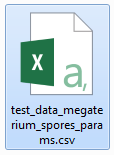 a,
test_data_megate
rium_spores_para
ms.csv